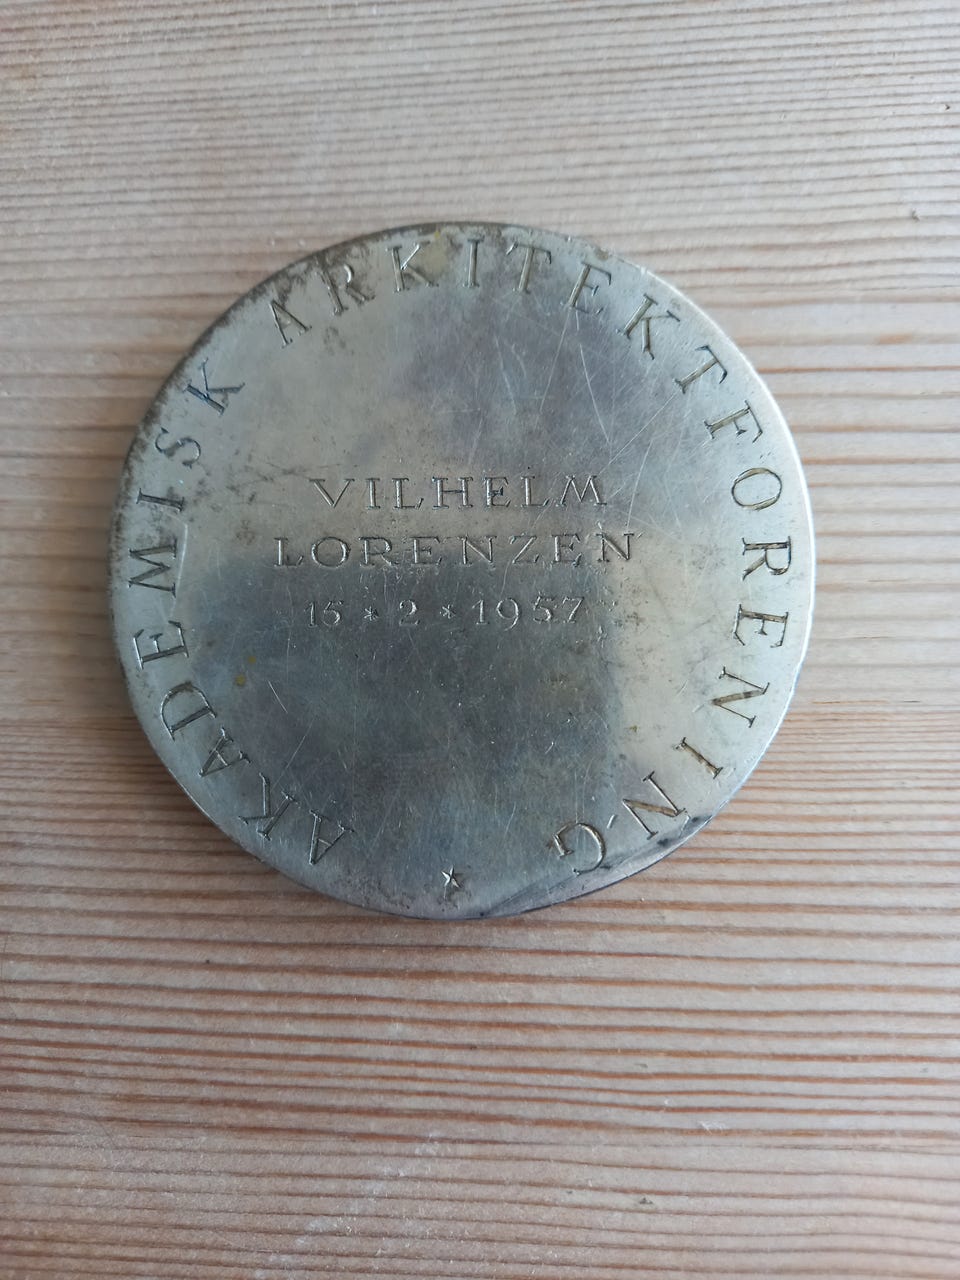 AKADEMISK ARKITEKTFORENING
VILHELM
LORENZEN
15 * 2 * 1957